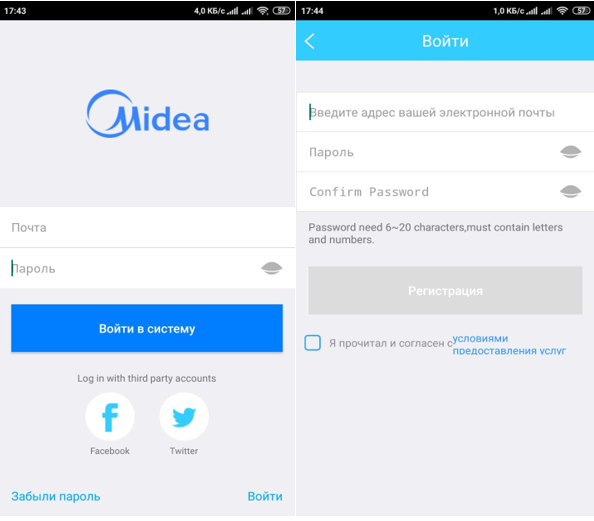 17:43
4,0 КБ/с
57
Midea
Почта
Пароль
Войти в систему
Log in with third party accounts
Facebook
Twitter
Забыли пароль
Войти
17:44
1,0 КБ/с
57
Войти
Введите адрес вашей электронной почты
Пароль
Confirm Password
Password need 6~20 characters,must contain letters
and numbers.
Регистрация
Я прочитал и согласен с условиями
предоставления услуг